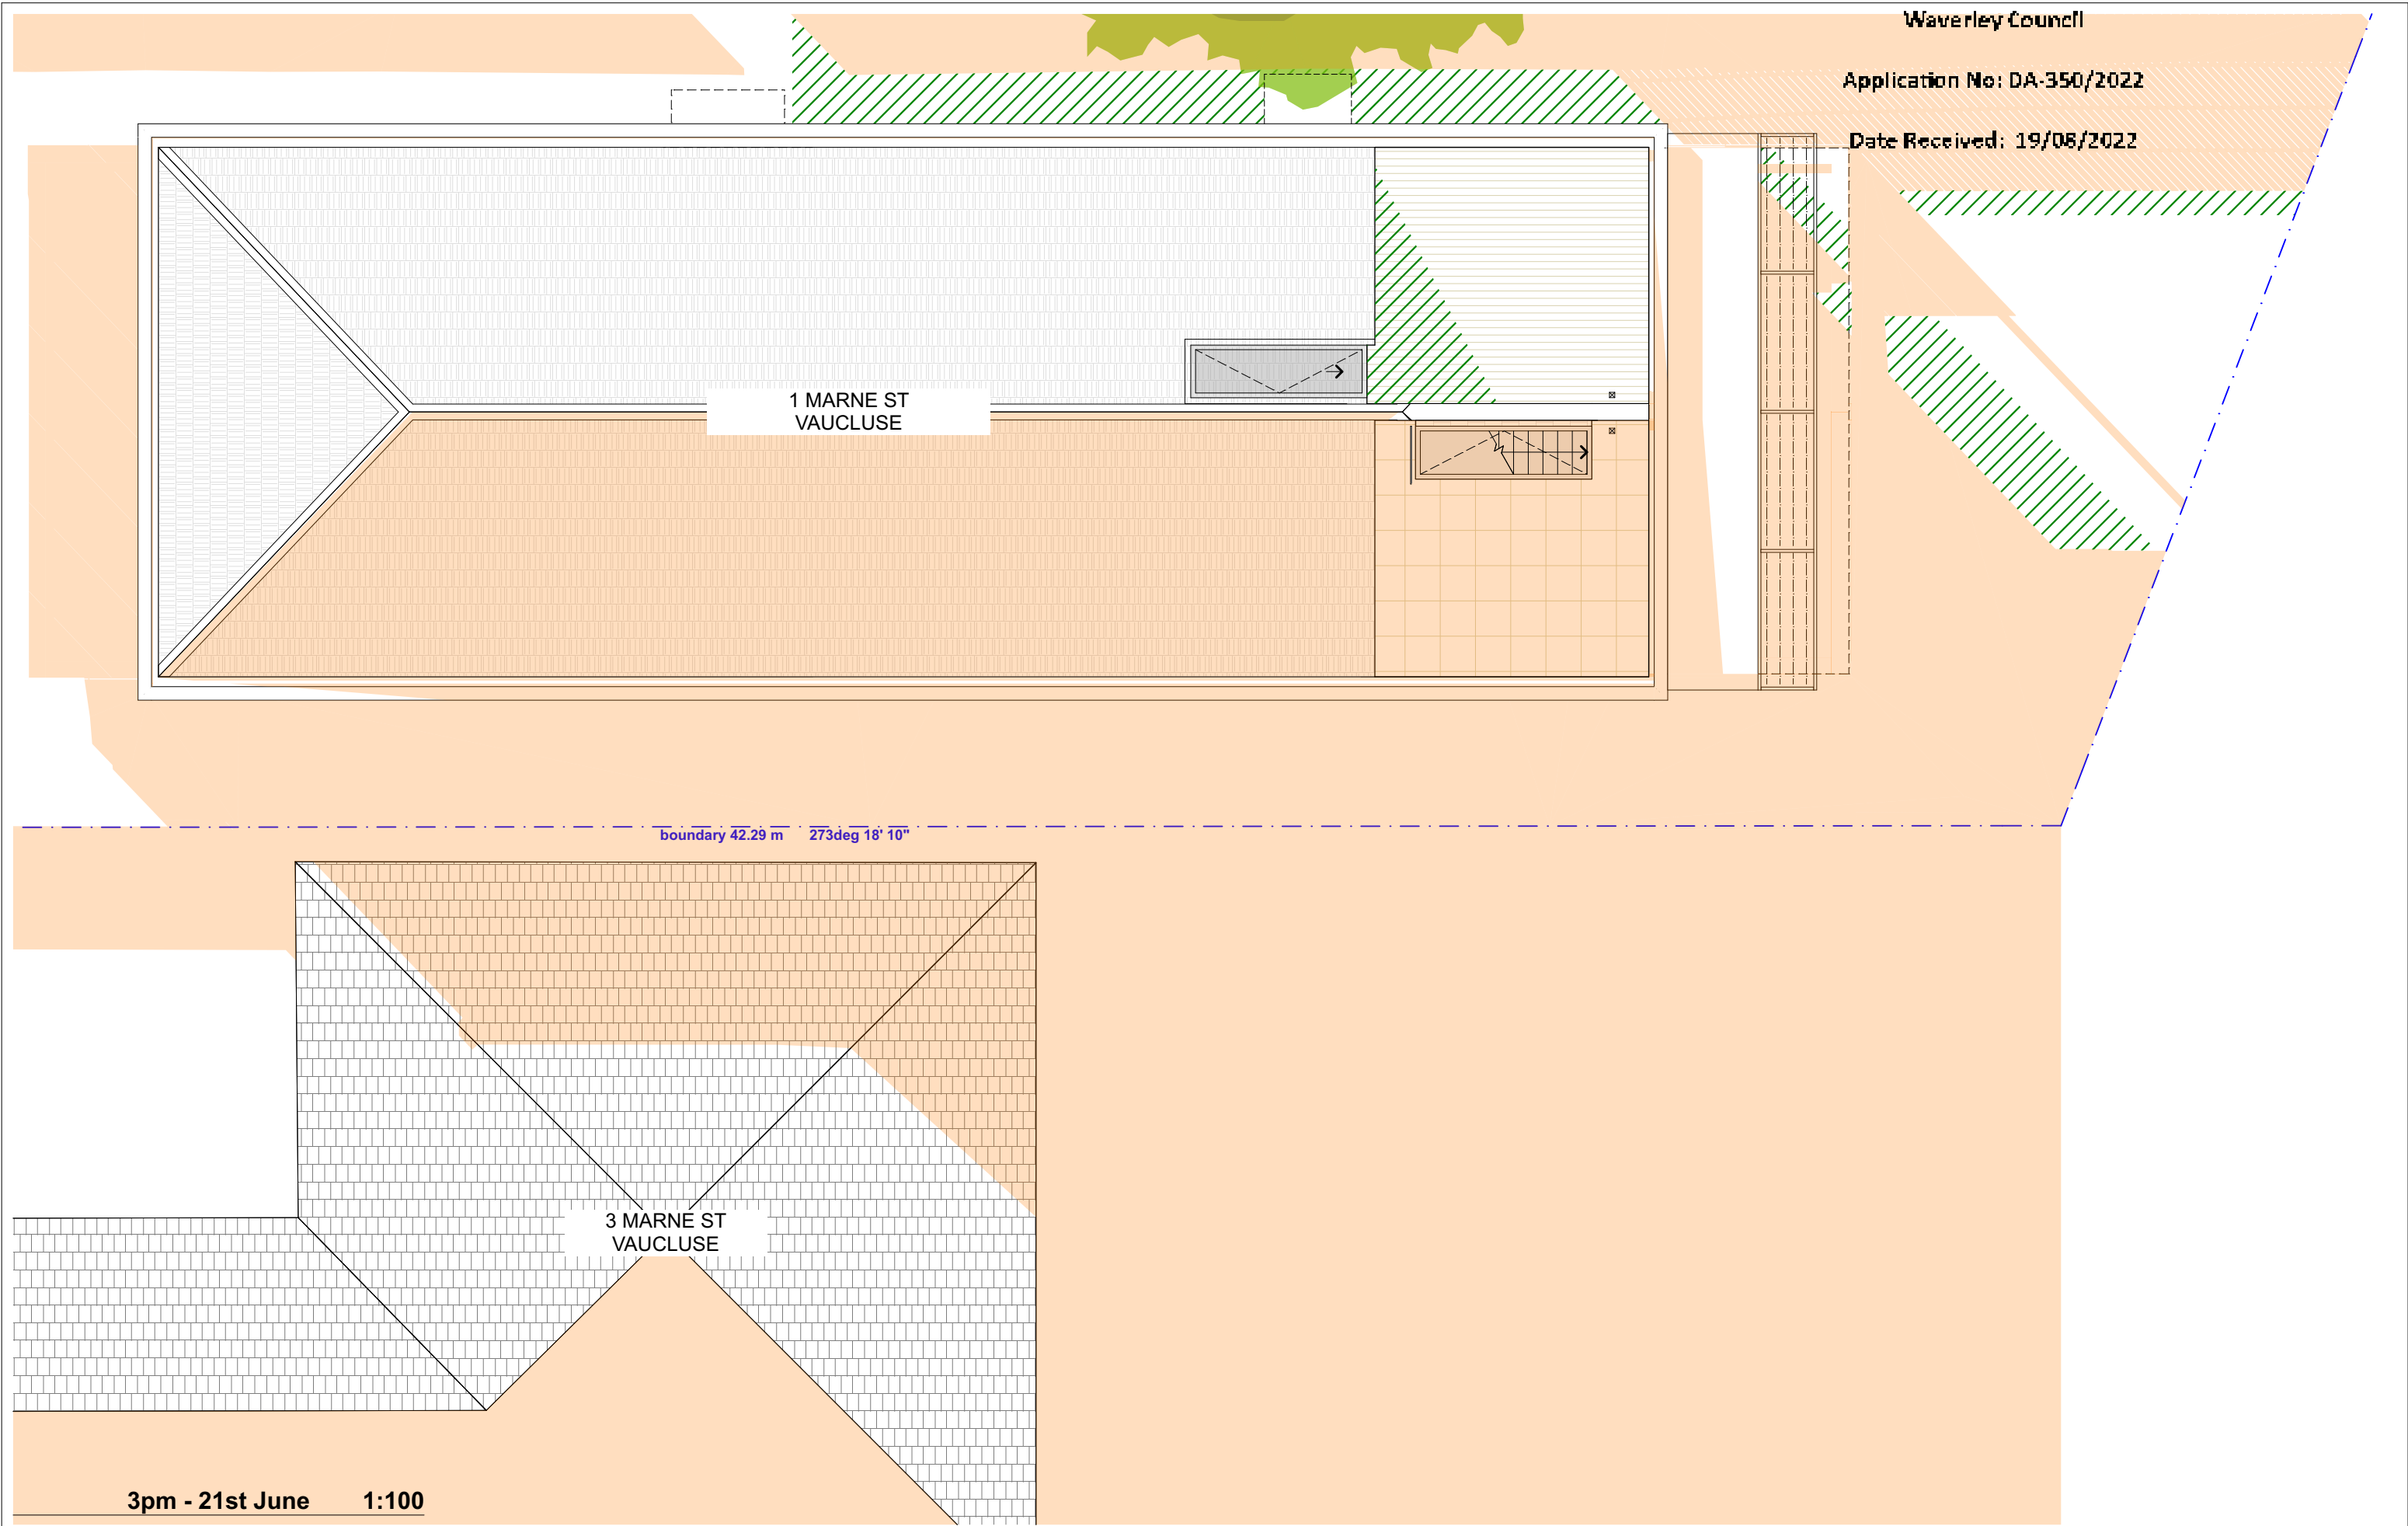 Waverley Council
Application No: DA-350/2022
Date Received: 19/08/2022
1 MARNE ST
VAUCLUSE
boundary 42.29 m 273deg 18' 10"
3 MARNE ST
VAUCLUSE
3pm - 21st June 1:100